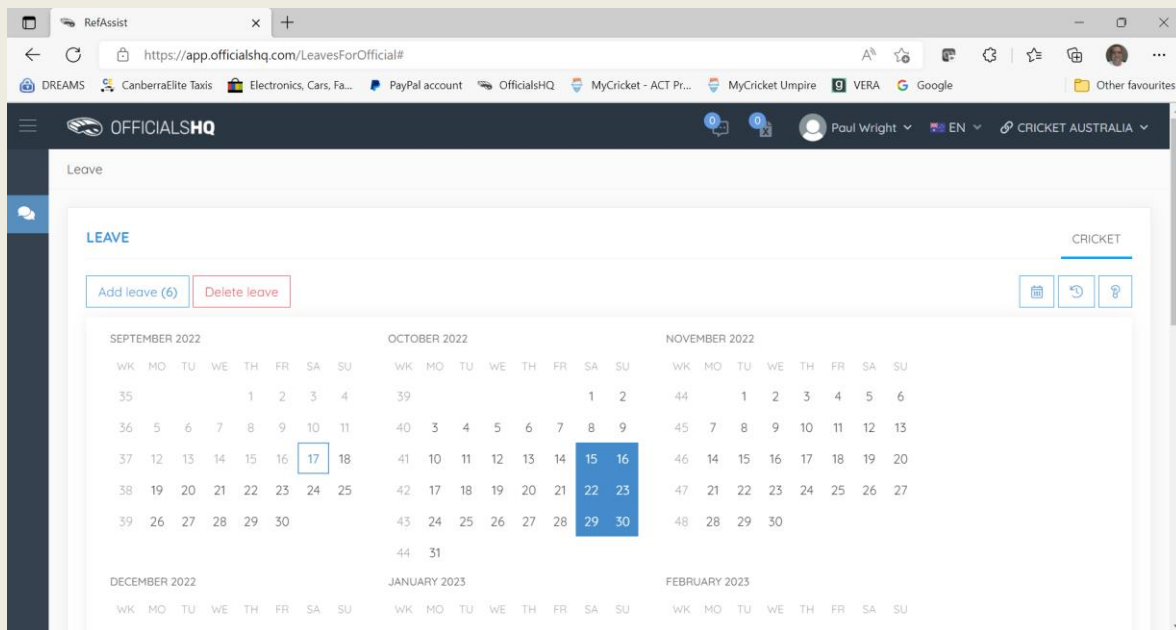 RefAssist
https://app.officialshq.com/LeavesForOfficial#
DREAMS CanberraElite Taxis Electronics, Cars, Fa... PayPal account OfficialsHQ MyCricket - ACT Pr... MyCricket Umpire VERA Google Other favourites
OFFICIALSHQ 0 0 Paul Wright EN CRICKET AUSTRALIA
Leave
LEAVE CRICKET
Add leave (6) Delete leave
SEPTEMBER 2022 OCTOBER 2022 NOVEMBER 2022
WK MO TU WE TH FR SA SU WK MO TU WE TH FR SA SU WK MO TU WE TH FR SA SU
35 1 2 3 4 39 1 2 44 1 2 3 4 5 6
36 5 6 7 8 9 10 11 40 3 4 5 6 7 8 9 45 7 8 9 10 11 12 13
37 12 13 14 15 16 17 18 41 10 11 12 13 14 15 16 46 14 15 16 17 18 19 20
38 19 20 21 22 23 24 25 42 17 18 19 20 21 22 23 47 21 22 23 24 25 26 27
39 26 27 28 29 30 43 24 25 26 27 28 29 30 48 28 29 30
44 31
DECEMBER 2022 JANUARY 2023 FEBRUARY 2023
WK MO TU WE TH FR SA SU WK MO TU WE TH FR SA SU WK MO TU WE TH FR SA SU